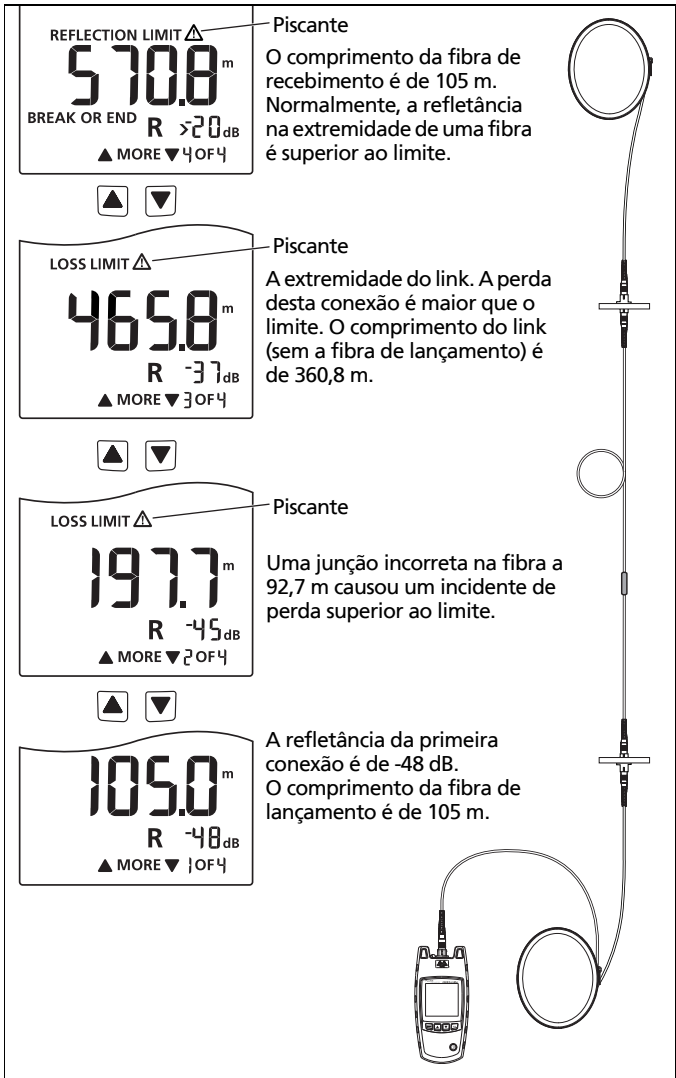 REFLECTION LIMIT ⚠
Piscante
570.8 m
BREAK OR END
R >-20 dB
▲ MORE ▼ 4 OF 4
O comprimento da fibra de
recebimento é de 105 m.
Normalmente, a refletância
na extremidade de uma fibra
é superior ao limite.
LOSS LIMIT ⚠
Piscante
465.8 m
R -37 dB
▲ MORE ▼ 3 OF 4
A extremidade do link. A perda
desta conexão é maior que o
limite. O comprimento do link
(sem a fibra de lançamento) é
de 360,8 m.
LOSS LIMIT ⚠
Piscante
197.7 m
R -45 dB
▲ MORE ▼ 2 OF 4
Uma junção incorreta na fibra a
92,7 m causou um incidente de
perda superior ao limite.
105.0 m
R -48 dB
▲ MORE ▼ 1 OF 4
A refletância da primeira
conexão é de -48 dB.
O comprimento da fibra de
lançamento é de 105 m.